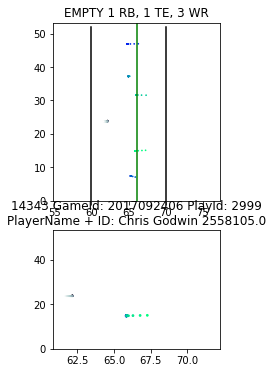 EMPTY 1 RB, 1 TE, 3 WR
50
40
30
20
10
0
55 60 65 70 75
14343 GameId: 2017092406 PlayId: 2999
PlayerName + ID: Chris Godwin 2558105.0
40
20
0
62.5 65.0 67.5 70.0